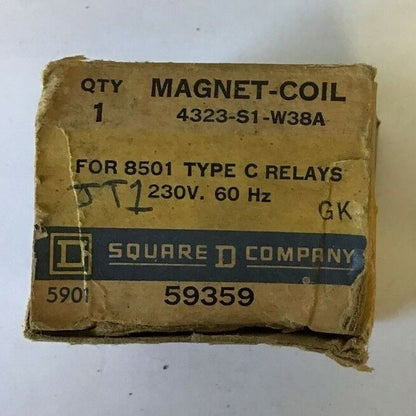 QTY MAGNET-COIL
1 4323-S1-W38A
FOR 8501 TYPE C RELAYS
JT1 230V. 60 Hz
GK
D SQUARE D COMPANY
5901 59359